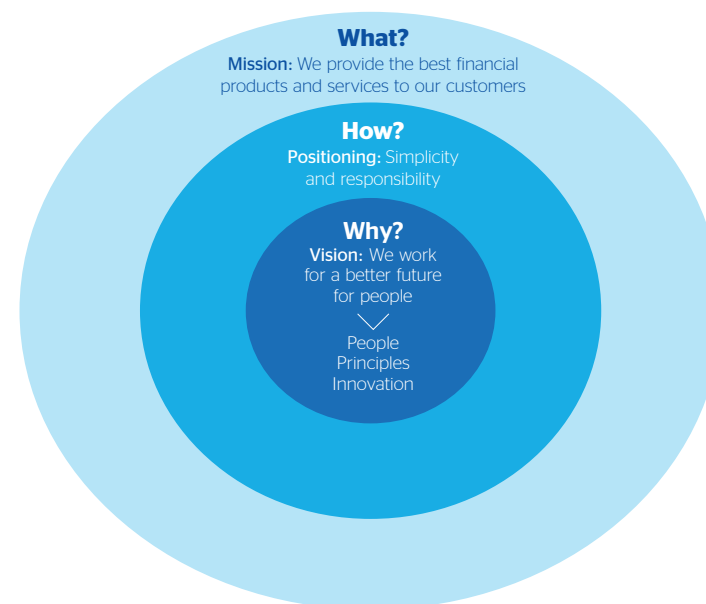 What?
Mission: We provide the best financial
products and services to our customers
How?
Positioning: Simplicity
and responsibility
Why?
Vision: We work
for a better future
for people
People
Principles
Innovation